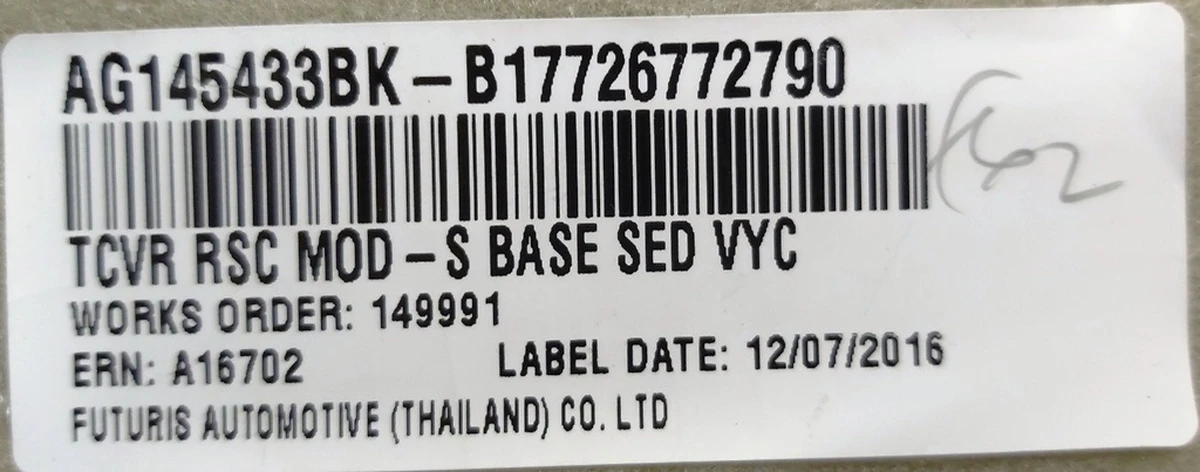 AG145433BK-B17726772790
TCVR RSC MOD-S BASE SED VYC
WORKS ORDER: 149991
ERN: A16702
LABEL DATE: 12/07/2016
FUTURIS AUTOMOTIVE (THAILAND) CO. LTD